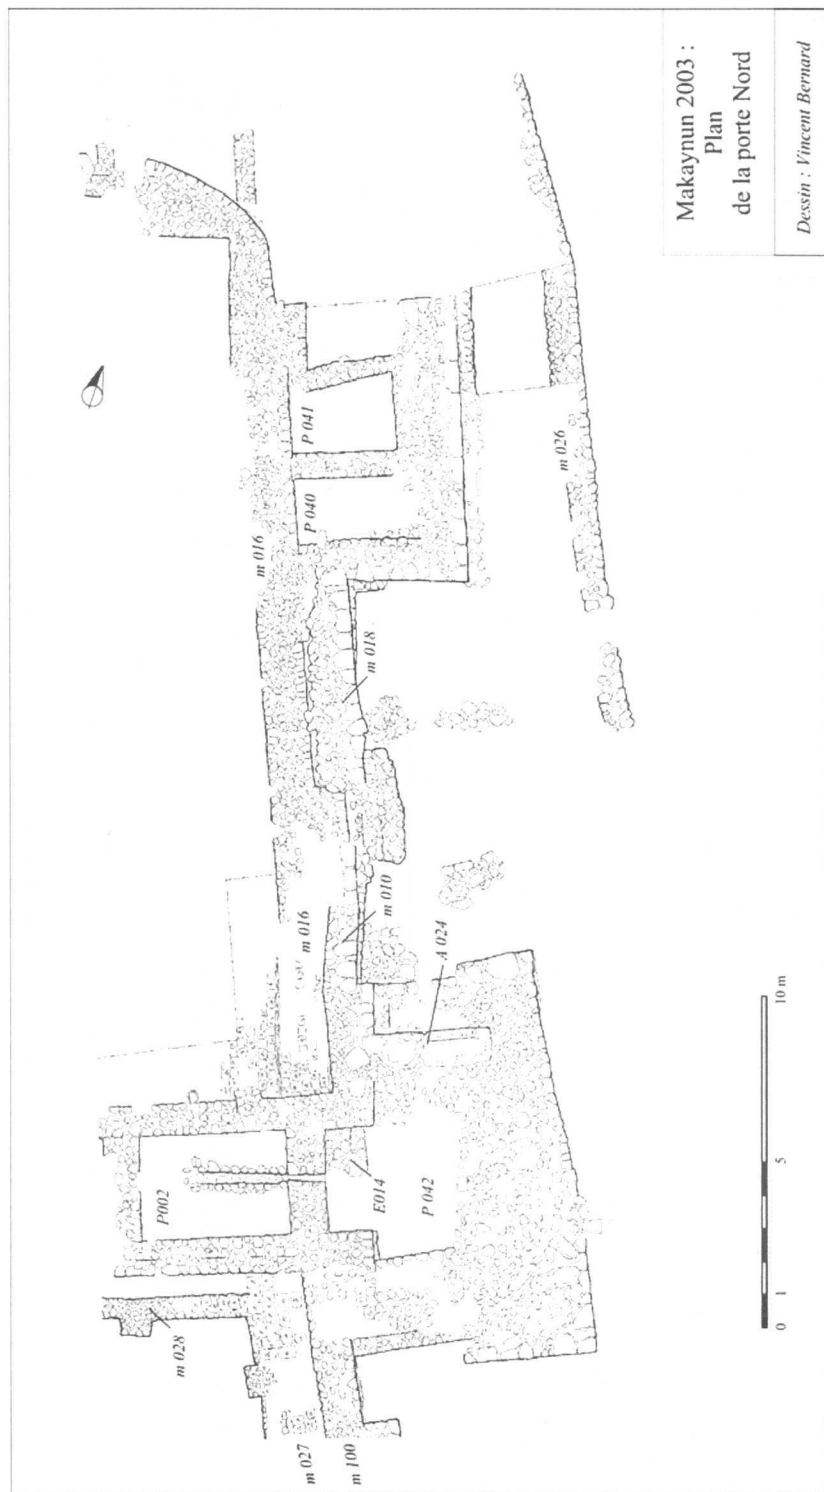 Makaynun 2003 :
Plan
de la porte Nord
Dessin : Vincent Bernard
m 016
P 041
P 040
m 018
m 026
m 016
m 010
A 024
P002
E014
P 042
m 028
m 027
m 100
0
1
5
10 m